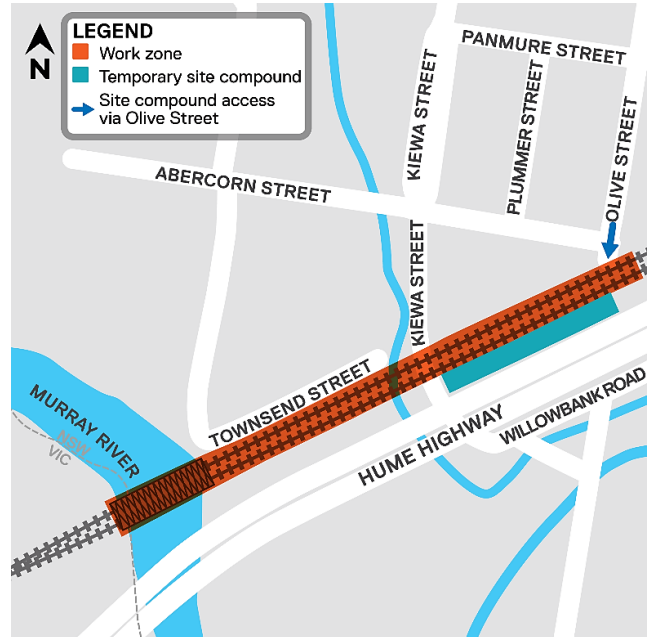 LEGEND
Work zone
Temporary site compound
Site compound access
via Olive Street
N
PANMURE STREET
KIEWA STREET
PLUMMER STREET
OLIVE STREET
ABERCORN STREET
KIEWA STREET
TOWNSEND STREET
MURRAY RIVER
NSW
VIC
HUME HIGHWAY
WILLOWBANK ROAD